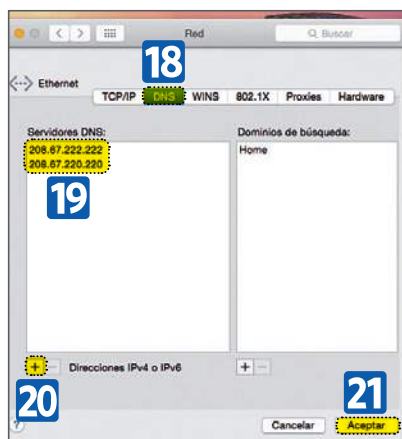 Red
Buscar
18
Ethernet
TCP/IP DNS WINS 802.1X Proxies Hardware
Servidores DNS:
Dominios de búsqueda:
208.67.222.222
Home
208.67.220.220
19
+ − Direcciones IPv4 o IPv6
+ −
20
21
?
Cancelar Aceptar